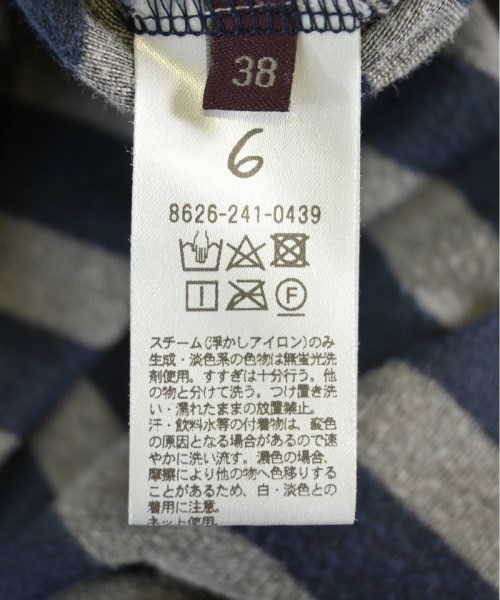 38
6
8626-241-0439
F
スチーム(浮かしアイロン)のみ
生成・淡色系の色物は無蛍光洗
剤使用。すすぎは十分行う。他
の物と分けて洗う。つけ置き洗
い・濡れたままの放置禁止。
汗・飲料水等の付着物は、変色
の原因となる場合があるので速
やかに洗い流す。濃色の場合、
摩擦により他の物へ色移りする
ことがあるため、白・淡色との
着用に注意。
ネット使用